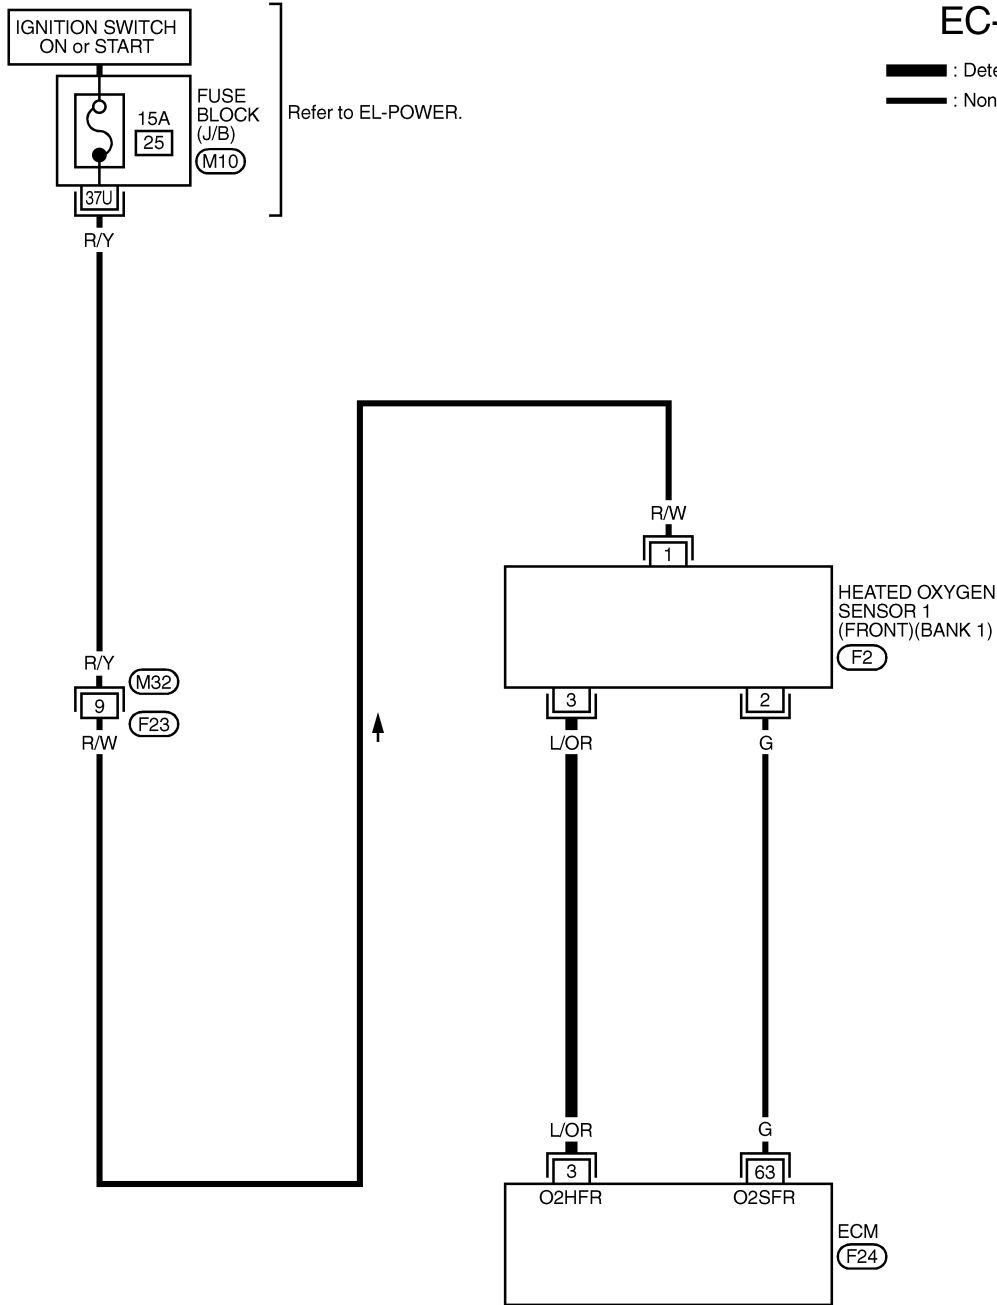 IGNITION SWITCH
ON or START
EC-
: Dete
: Non
FUSE
BLOCK
(J/B)
M10
15A
25
Refer to EL-POWER.
37U
R/Y
R/W
1
HEATED OXYGEN
SENSOR 1
(FRONT)(BANK 1)
F2
R/Y
M32
9
F23
R/W
3
2
L/OR
G
L/OR
G
3
63
O2HFR
O2SFR
ECM
F24